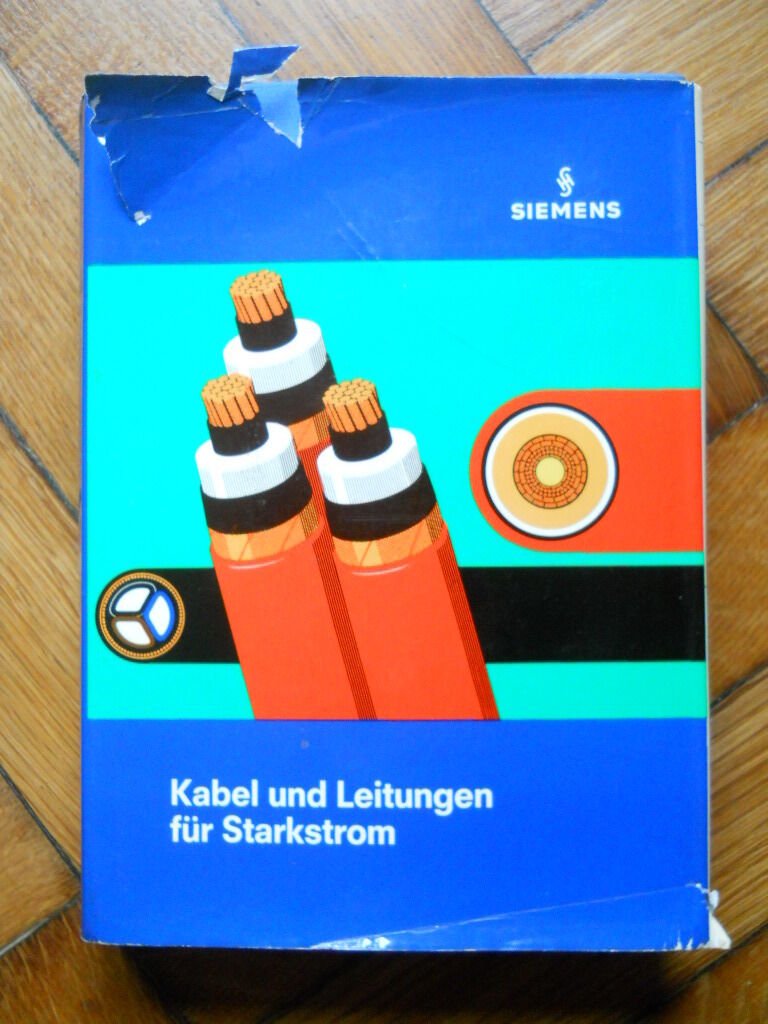 SIEMENS
Kabel und Leitungen
für Starkstrom